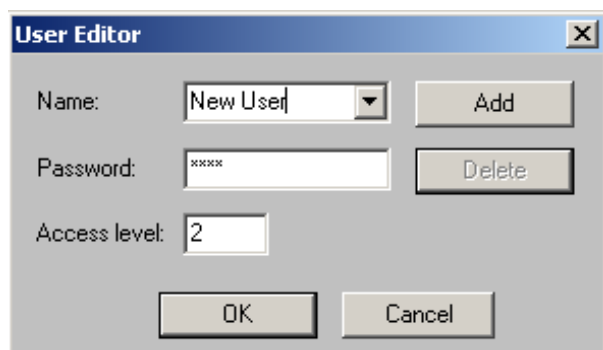 User Editor
Name: New User Add
Password: **** Delete
Access level: 2
OK Cancel